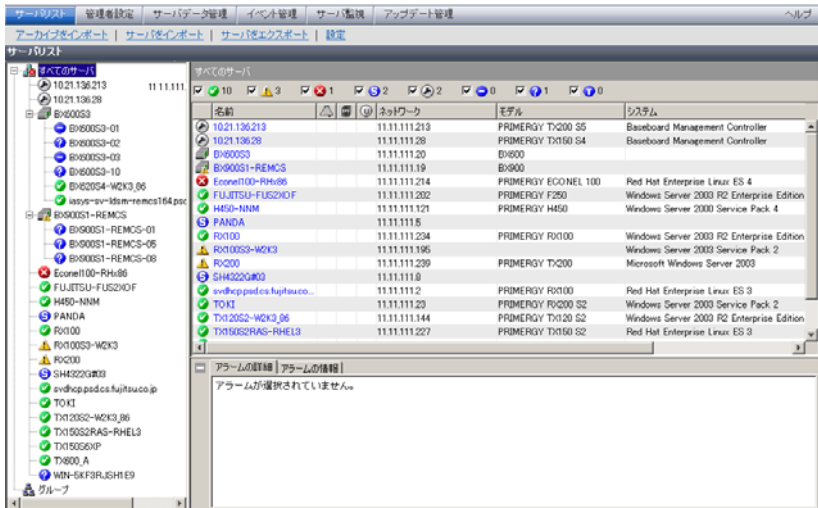 サーバリスト 管理者設定 サーバデータ管理 イベント管理 サーバ監視 アップデート管理 ヘルプ
アーカイブをインポート | サーバをインポート | サーバをエクスポート | 設定
サーバリスト
すべてのサーバ
10.21.136.213 11.11.111.
10.21.136.28
BX600S3
BX600S3-01
BX600S3-02
BX600S3-03
BX600S3-10
BX620S4-W2K3_86
iasys-sv-ldsm-remcs164.psd
BX900S1-REMCS
BX900S1-REMCS-01
BX900S1-REMCS-05
BX900S1-REMCS-08
Econel100-RHx86
FUJITSU-FUS2XOF
H450-NNM
PANDA
RX100
RX100S3-W2K3
RX200
SH4322G#03
svdhcp.psd.cs.fujitsu.co.jp
TOKI
TX120S2-W2K3_86
TX150S2RAS-RHEL3
TX150S6XP
TX600_A
WIN-5KF3RJSH1E9
グループ
すべてのサーバ
10 3 1 2 2 0 1 0
名前 ネットワーク モデル システム
10.21.136.213 11.11.111.213 PRIMERGY TX200 S5 Baseboard Management Controller
10.21.136.28 11.11.111.28 PRIMERGY TX150 S4 Baseboard Management Controller
BX600S3 11.11.111.20 BX600
BX900S1-REMCS 11.11.111.19 BX900
Econel100-RHx86 11.11.111.214 PRIMERGY ECONEL 100 Red Hat Enterprise Linux ES 4
FUJITSU-FUS2XOF 11.11.111.202 PRIMERGY F250 Windows Server 2003 R2 Enterprise Edition
H450-NNM 11.11.111.121 PRIMERGY H450 Windows Server 2000 Service Pack 4
PANDA 11.11.111.5
RX100 11.11.111.234 PRIMERGY RX100 Windows Server 2003 R2 Enterprise Edition
RX100S3-W2K3 11.11.111.195 Windows Server 2003 Service Pack 2
RX200 11.11.111.239 PRIMERGY TX200 Microsoft Windows Server 2003
SH4322G#03 11.11.111.8
svdhcp.psd.cs.fujitsu.co... 11.11.111.2 PRIMERGY RX100 Red Hat Enterprise Linux ES 3
TOKI 11.11.111.23 PRIMERGY RX200 S2 Windows Server 2003 Service Pack 2
TX120S2-W2K3_86 11.11.111.144 PRIMERGY TX120 S2 Windows Server 2003 R2 Enterprise Edition
TX150S2RAS-RHEL3 11.11.111.227 PRIMERGY TX150 S2 Red Hat Enterprise Linux ES 3
アラームの詳細 アラームの情報
アラームが選択されていません。